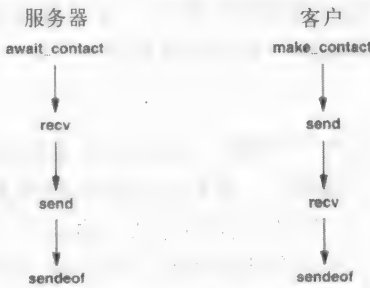 服务器 客户
await_contact make_contact
recv send
send recv
sendeof sendeof